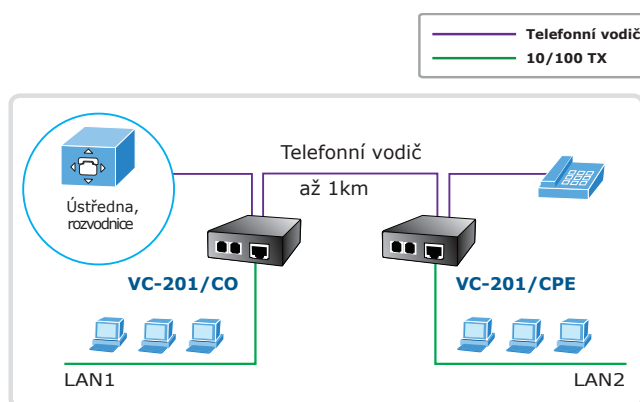 Telefonní vodič
10/100 TX
Telefonní vodič
až 1km
Ústředna,
rozvodnice
VC-201/CO
VC-201/CPE
LAN1
LAN2